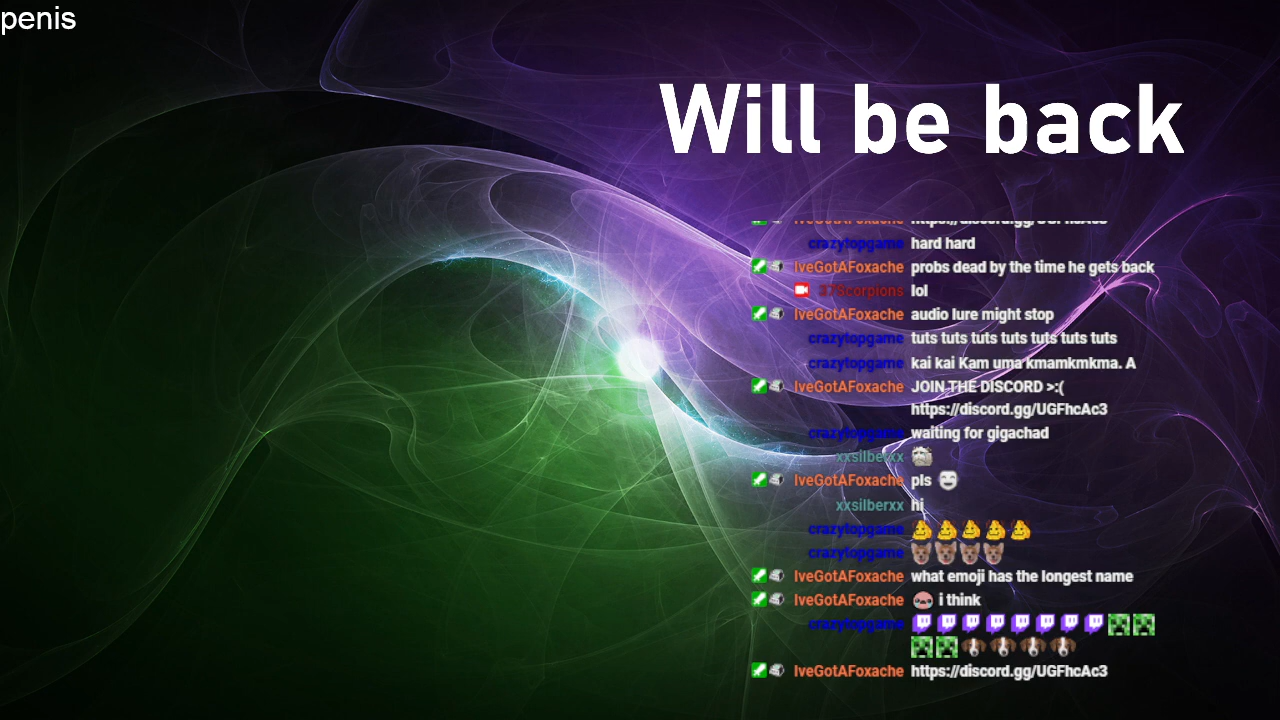 penis
Will be back
crazytopgame hard hard
IveGotAFoxache probs dead by the time he gets back
37Scorpions lol
IveGotAFoxache audio lure might stop
crazytopgame tuts tuts tuts tuts tuts tuts tuts
crazytopgame kai kai Kam uma kmamkmkma. A
IveGotAFoxache JOIN THE DISCORD >:(
https://discord.gg/UGFhcAc3
crazytopgame waiting for gigachad
xxsilberxx
IveGotAFoxache pls
xxsilberxx hi
crazytopgame
crazytopgame
IveGotAFoxache what emoji has the longest name
IveGotAFoxache i think
crazytopgame
IveGotAFoxache https://discord.gg/UGFhcAc3